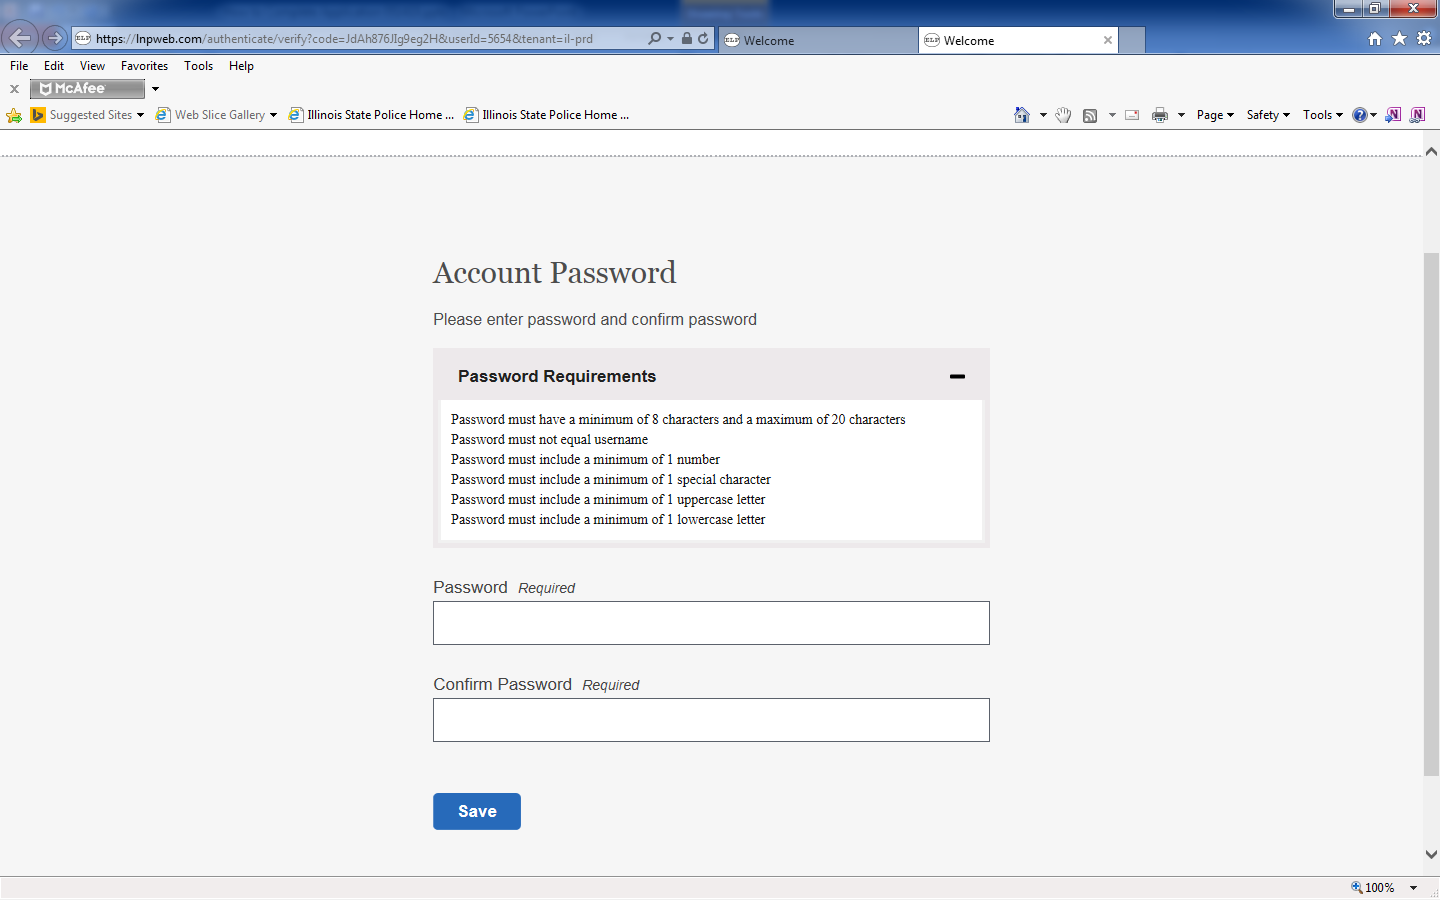 https://lnpweb.com/authenticate/verify?code=JdAh876JIg9eg2H&userId=5654&tenant=il-prd
ELP Welcome
ELP Welcome
File Edit View Favorites Tools Help
McAfee
Suggested Sites Web Slice Gallery Illinois State Police Home ... Illinois State Police Home ...
Page Safety Tools
Account Password
Please enter password and confirm password
Password Requirements
Password must have a minimum of 8 characters and a maximum of 20 characters
Password must not equal username
Password must include a minimum of 1 number
Password must include a minimum of 1 special character
Password must include a minimum of 1 uppercase letter
Password must include a minimum of 1 lowercase letter
Password Required
Confirm Password Required
Save
100%